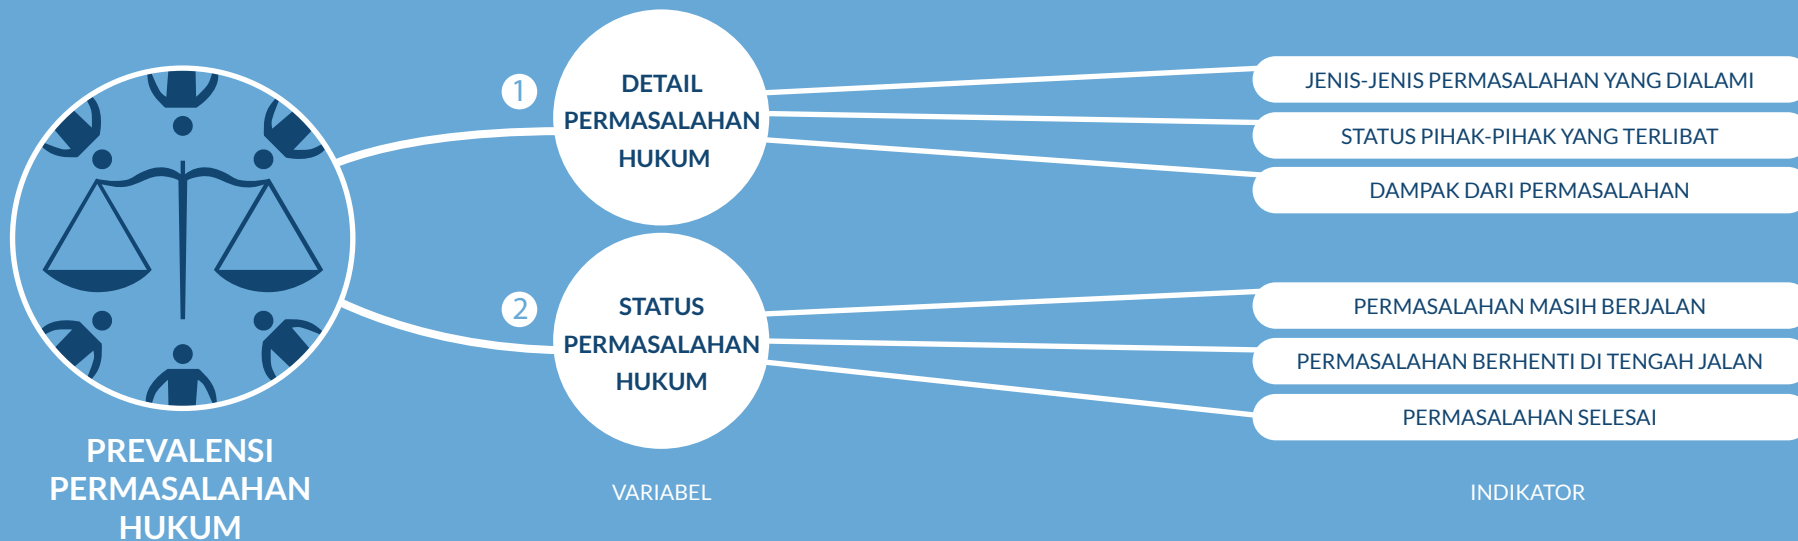 PREVALENSI
PERMASALAHAN
HUKUM
1
DETAIL
PERMASALAHAN
HUKUM
JENIS-JENIS PERMASALAHAN YANG DIALAMI
STATUS PIHAK-PIHAK YANG TERLIBAT
DAMPAK DARI PERMASALAHAN
2
STATUS
PERMASALAHAN
HUKUM
PERMASALAHAN MASIH BERJALAN
PERMASALAHAN BERHENTI DI TENGAH JALAN
PERMASALAHAN SELESAI
VARIABEL
INDIKATOR